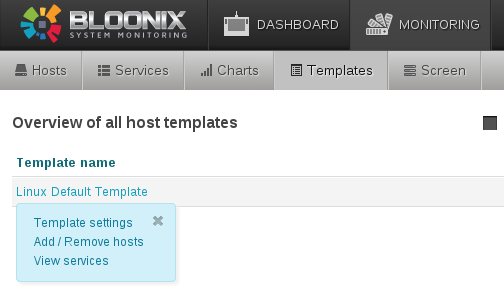 BLOONIX
SYSTEM MONITORING
DASHBOARD
MONITORING
Hosts
Services
Charts
Templates
Screen
Overview of all host templates
Template name
Linux Default Template
Template settings
Add / Remove hosts
View services